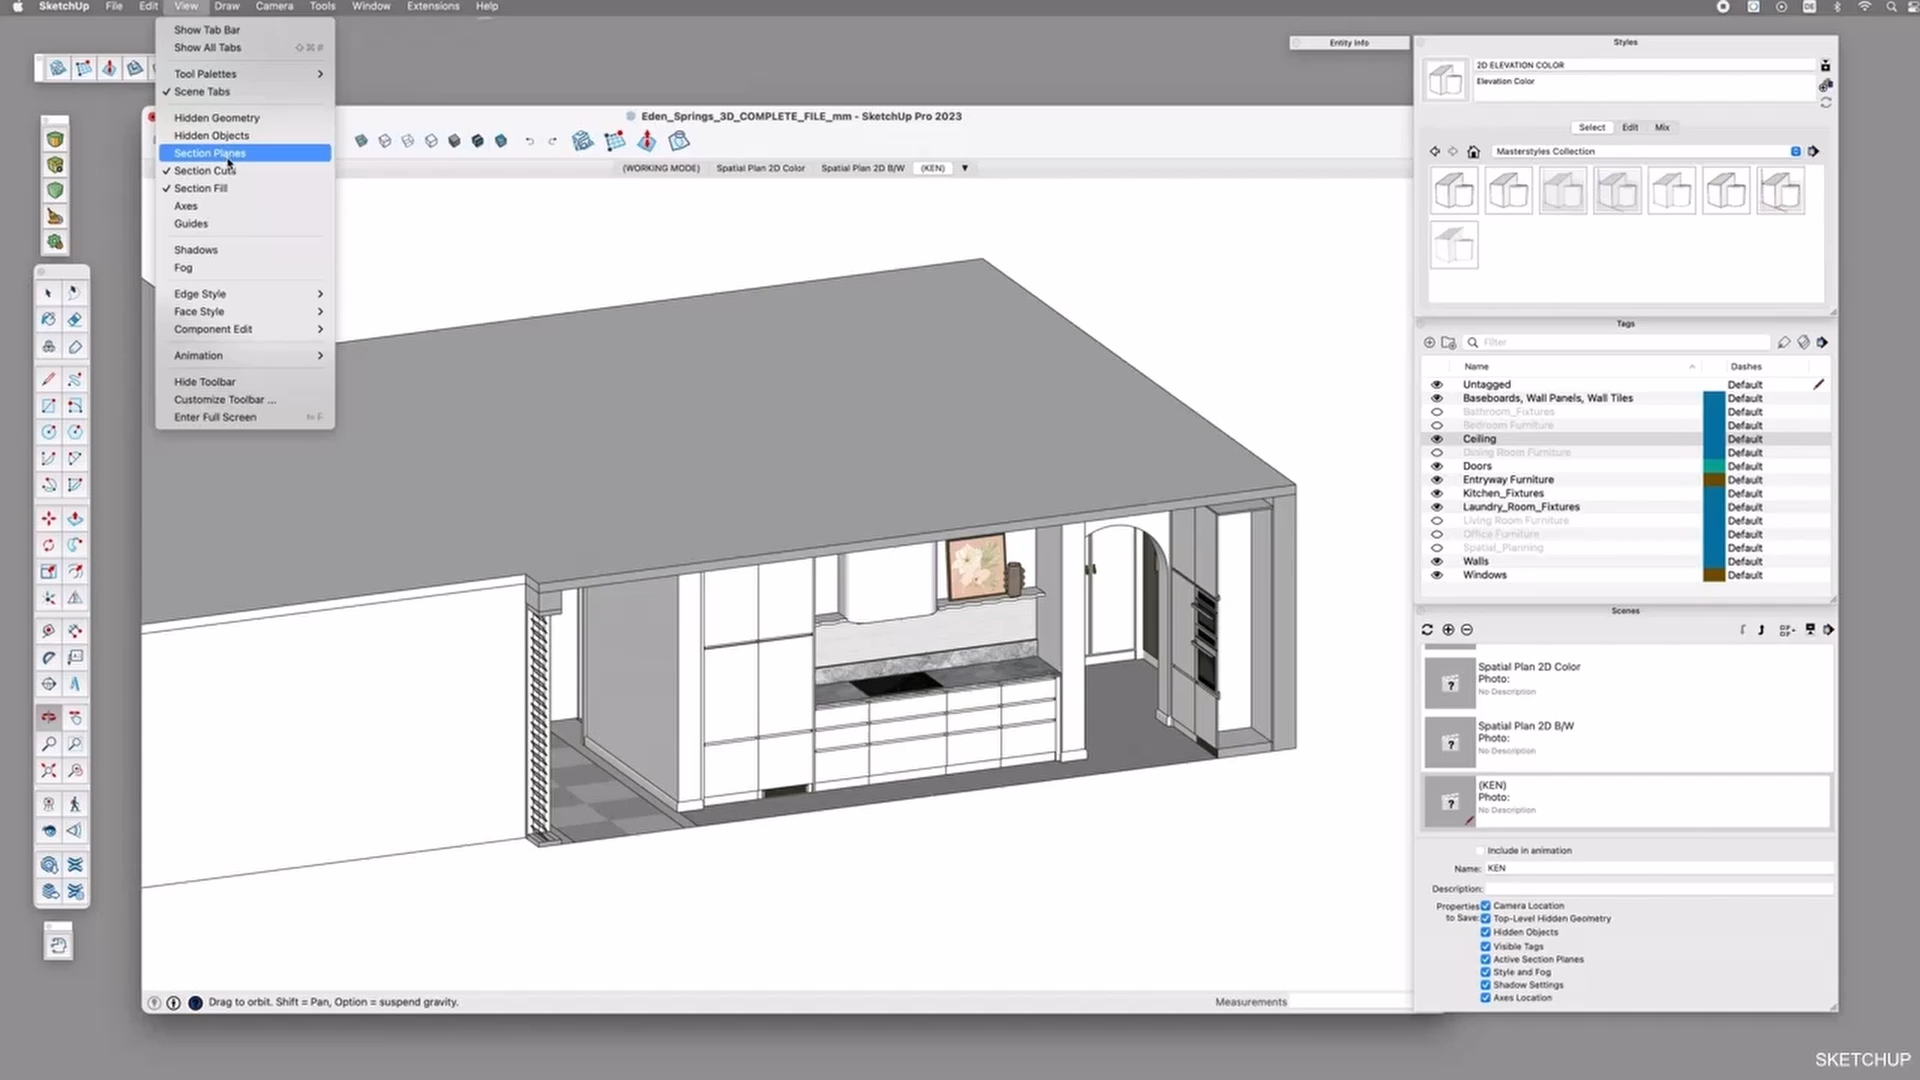 SketchUp File Edit View Draw Camera Tools Window Extensions Help
Show Tab Bar
Show All Tabs
Tool Palettes
Scene Tabs
Hidden Geometry
Hidden Objects
Section Planes
Section Cuts
Section Fill
Axes
Guides
Shadows
Fog
Edge Style
Face Style
Component Edit
Animation
Hide Toolbar
Customize Toolbar ...
Enter Full Screen
Eden_Springs_3D_COMPLETE_FILE_mm - SketchUp Pro 2023
(WORKING MODE) Spatial Plan 2D Color Spatial Plan 2D B/W (KEN)
Drag to orbit. Shift = Pan, Option = suspend gravity.
Measurements
Entity Info
Styles
2D ELEVATION COLOR
Elevation Color
Select Edit Mix
Masterstyles Collection
Tags
Filter
Name Dashes
Untagged Default
Baseboards, Wall Panels, Wall Tiles Default
Bathroom_Fixtures Default
Bedroom Furniture Default
Ceiling Default
Dining Room Furniture Default
Doors Default
Entryway Furniture Default
Kitchen_Fixtures Default
Laundry_Room_Fixtures Default
Living Room Furniture Default
Office Furniture Default
Spatial_Planning Default
Walls Default
Windows Default
Scenes
Spatial Plan 2D Color
Photo:
No Description
Spatial Plan 2D B/W
Photo:
No Description
(KEN)
Photo:
No Description
Include in animation
Name: KEN
Description:
Properties to Save:
Camera Location
Top-Level Hidden Geometry
Hidden Objects
Visible Tags
Active Section Planes
Style and Fog
Shadow Settings
Axes Location
SKETCHUP